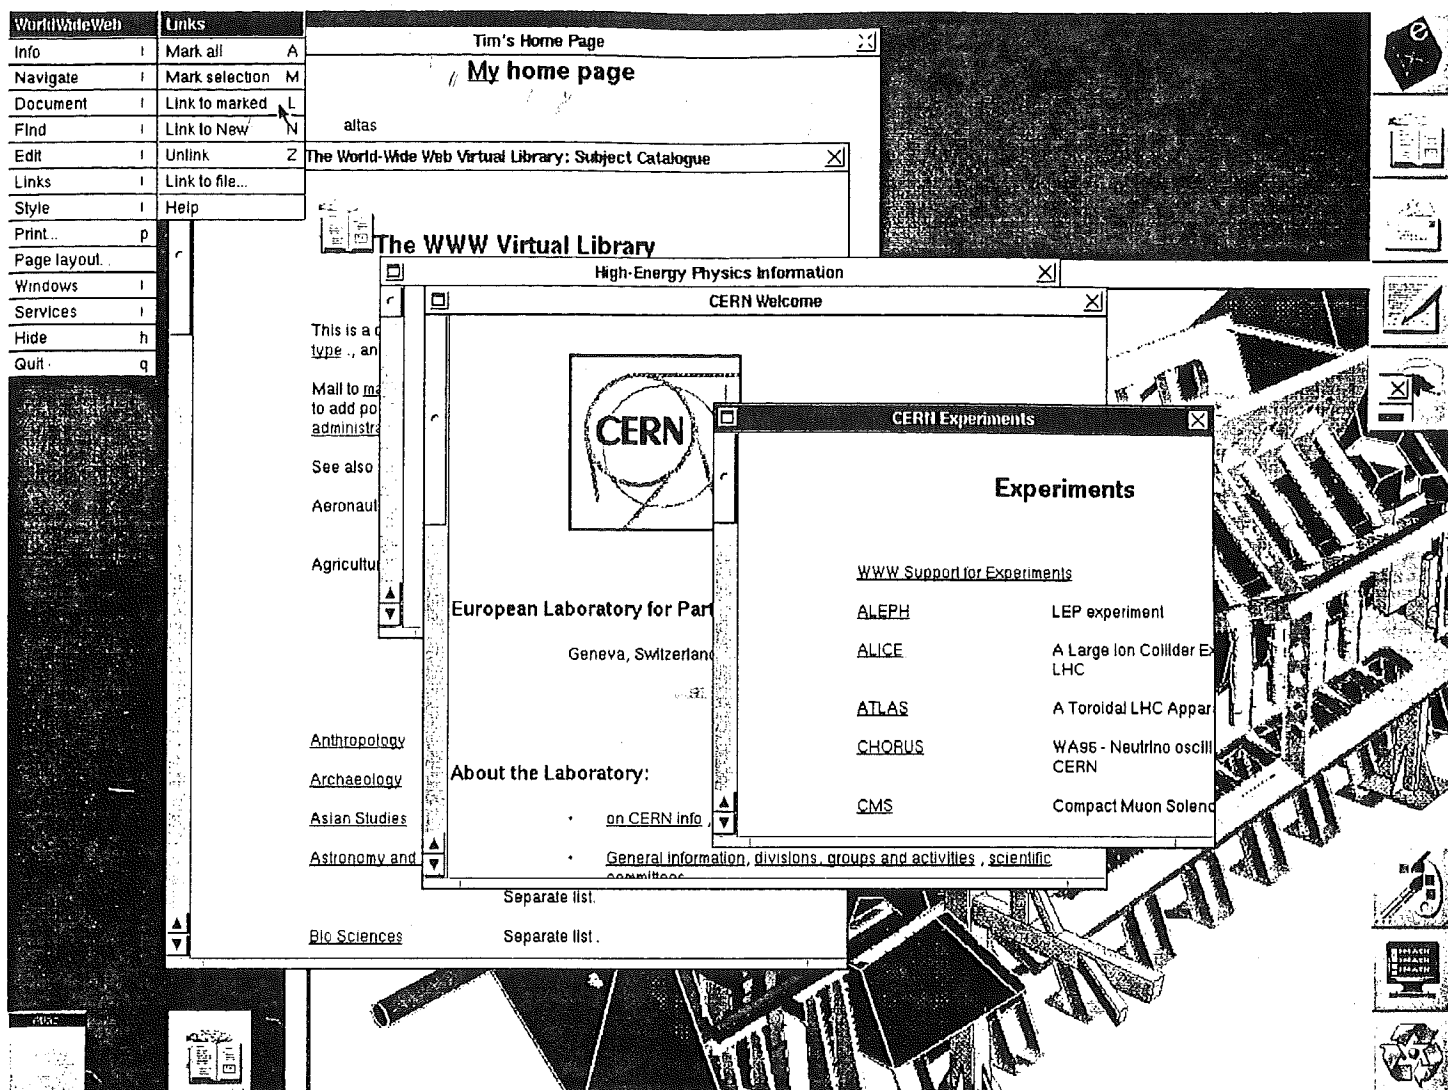 WorldWideWeb
Info
Navigate
Document
Find
Edit
Links
Style
Print...
p
Page layout...
Windows
Services
Hide
h
Quit
q
Links
Mark all
A
Mark selection
M
Link to marked
L
Link to New
N
Unlink
Z
Link to file...
Help
Tim's Home Page
My home page
altas
The World-Wide Web Virtual Library: Subject Catalogue
The WWW Virtual Library
This is a
type ., an
Mail to
to add po
administra
See also
Aeronaut
Agricultur
Anthropology
Archaeology
Asian Studies
Astronomy and
Separate list.
Bio Sciences
Separate list .
High-Energy Physics Information
CERN Welcome
CERN
European Laboratory for Part
Geneva, Switzerland
About the Laboratory:
on CERN info ,
General information, divisions, groups and activities , scientific
committees
CERN Experiments
Experiments
WWW Support for Experiments
ALEPH
LEP experiment
ALICE
A Large Ion Collider Ex
LHC
ATLAS
A Toroidal LHC Appar
CHORUS
WA95 - Neutrino oscill
CERN
CMS
Compact Muon Soleno